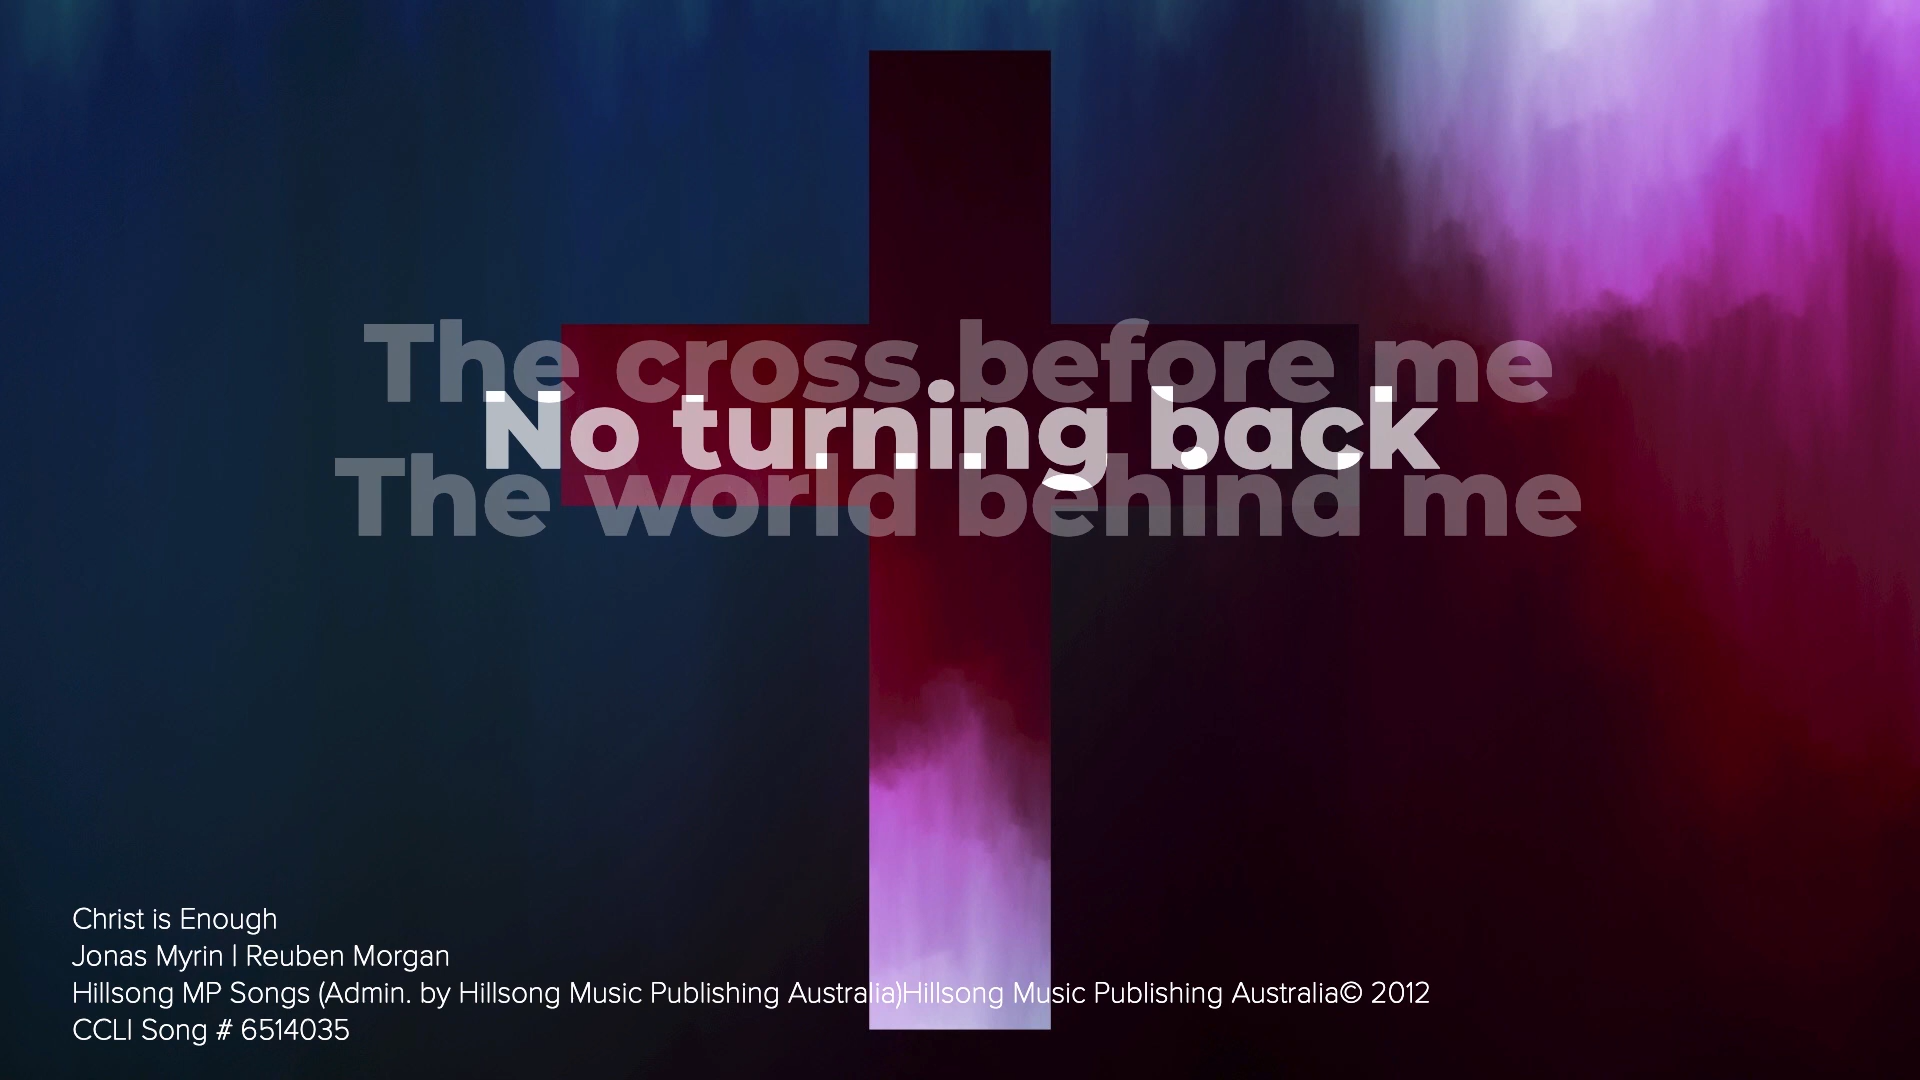 The cross before me
No turning back
The world behind me
Christ is Enough
Jonas Myrin | Reuben Morgan
Hillsong MP Songs (Admin. by Hillsong Music Publishing Australia)Hillsong Music Publishing Australia© 2012
CCLI Song # 6514035